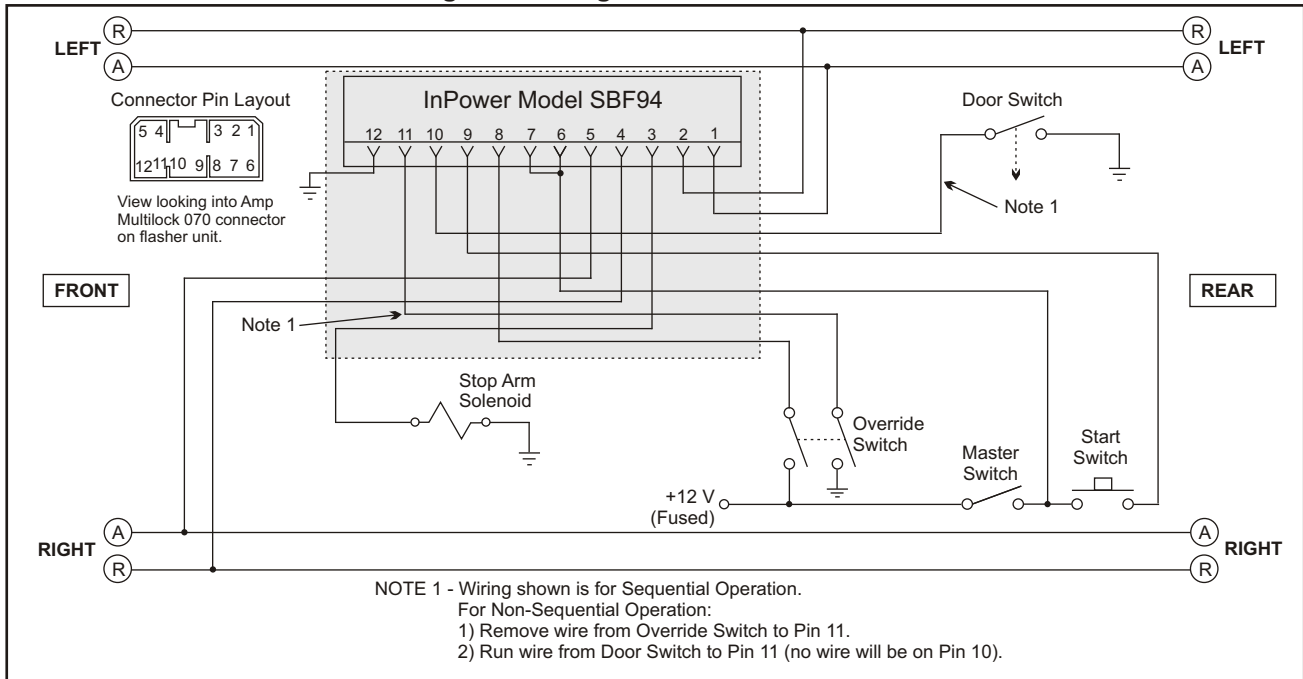 R
LEFT
A
R
LEFT
A
Connector Pin Layout
5 4 3 2 1
12 11 10 9 8 7 6
View looking into Amp
Multilock 070 connector
on flasher unit.
InPower Model SBF94
12 11 10 9 8 7 6 5 4 3 2 1
Door Switch
Note 1
FRONT
REAR
Note 1
Stop Arm
Solenoid
Override
Switch
Master
Switch
Start
Switch
+12 V
(Fused)
A
RIGHT
R
A
RIGHT
R
NOTE 1 - Wiring shown is for Sequential Operation.
For Non-Sequential Operation:
1) Remove wire from Override Switch to Pin 11.
2) Run wire from Door Switch to Pin 11 (no wire will be on Pin 10).